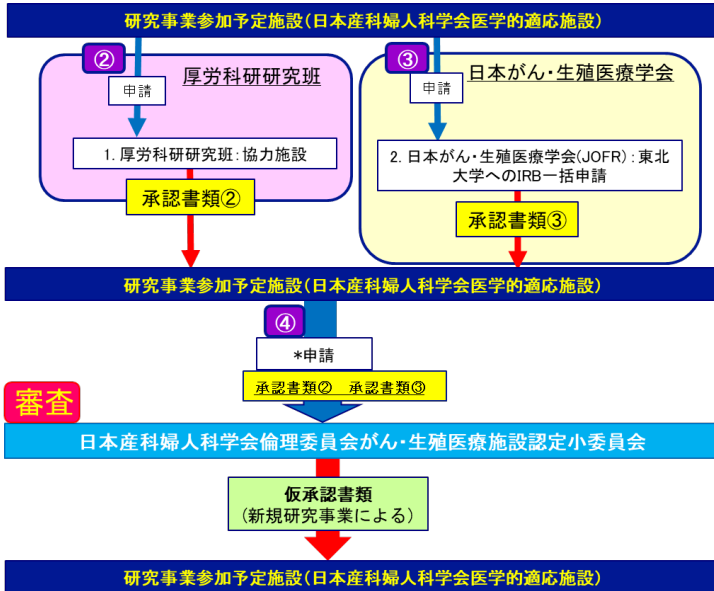 研究事業参加予定施設(日本産科婦人科学会医学的適応施設)
②
厚労科研研究班
申請
1. 厚労科研研究班:協力施設
承認書類②
③
日本がん・生殖医療学会
申請
2. 日本がん・生殖医療学会(JOFR):東北
大学へのIRB一括申請
承認書類③
研究事業参加予定施設(日本産科婦人科学会医学的適応施設)
④
*申請
承認書類② 承認書類③
審査
日本産科婦人科学会倫理委員会がん・生殖医療施設認定小委員会
仮承認書類
(新規研究事業による)
研究事業参加予定施設(日本産科婦人科学会医学的適応施設)